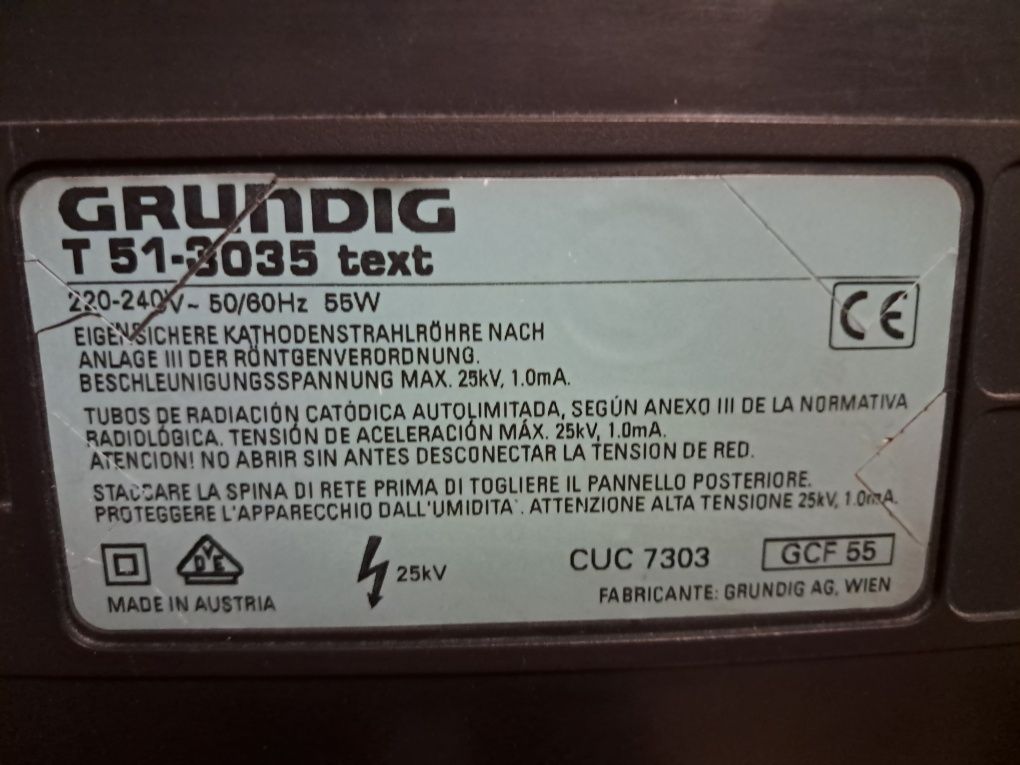 GRUNDIG
T 51-3035 text
220-240V~ 50/60Hz 55W
CE
EIGENSICHERE KATHODENSTRAHLRÖHRE NACH
ANLAGE III DER RÖNTGENVERORDNUNG.
BESCHLEUNIGUNGSSPANNUNG MAX. 25kV, 1.0mA.
TUBOS DE RADIACIÓN CATÓDICA AUTOLIMITADA, SEGÚN ANEXO III DE LA NORMATIVA
RADIOLÓGICA. TENSIÓN DE ACELERACIÓN MÁX. 25kV, 1.0mA.
ATENCION! NO ABRIR SIN ANTES DESCONECTAR LA TENSION DE RED.
STACCARE LA SPINA DI RETE PRIMA DI TOGLIERE IL PANNELLO POSTERIORE.
PROTEGGERE L'APPARECCHIO DALL'UMIDITA'. ATTENZIONE ALTA TENSIONE 25kV, 1.0mA.
VDE
25kV
CUC 7303
GCF 55
MADE IN AUSTRIA
FABRICANTE: GRUNDIG AG, WIEN